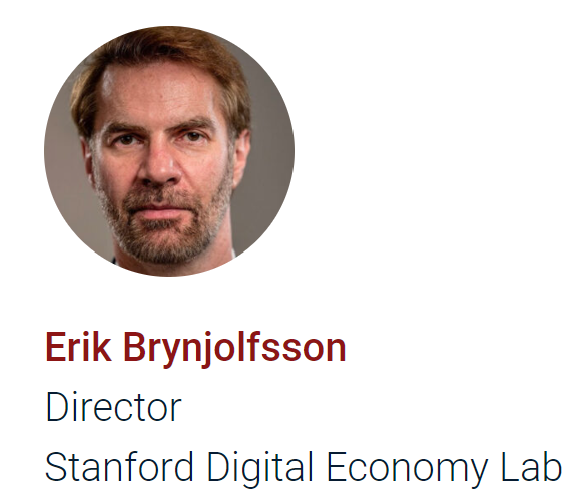 Erik Brynjolfsson
Director
Stanford Digital Economy Lab